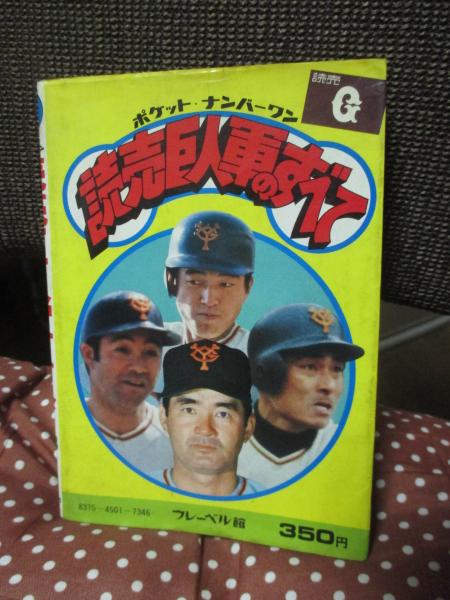 読売
G
ポケット・ナンバーワン
読売巨人軍のすべて
8375-4501-7346
フレーベル館
350円